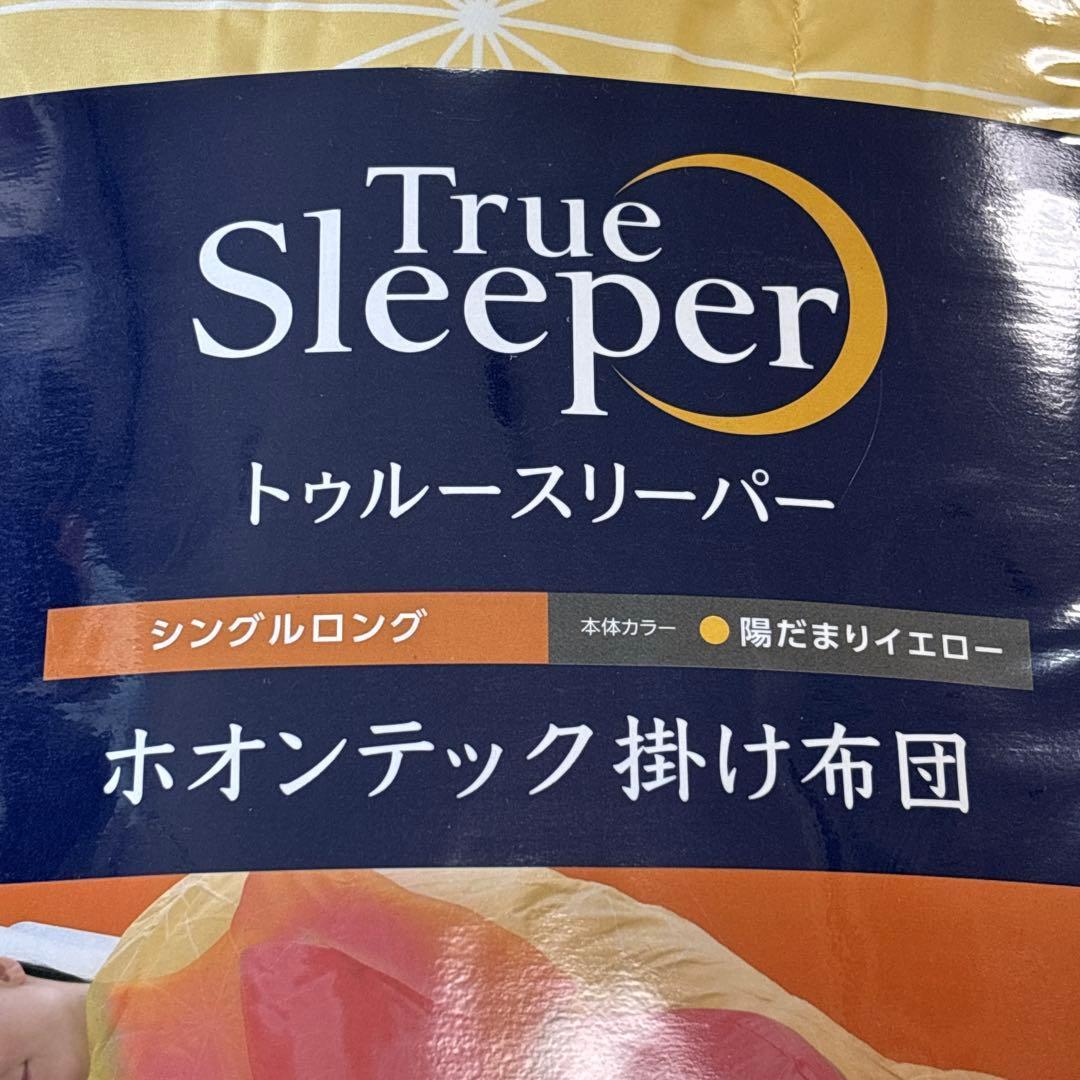 True
Sleeper
トゥルースリーパー
シングルロング
本体カラー 陽だまりイエロー
ホオンテック掛け布団